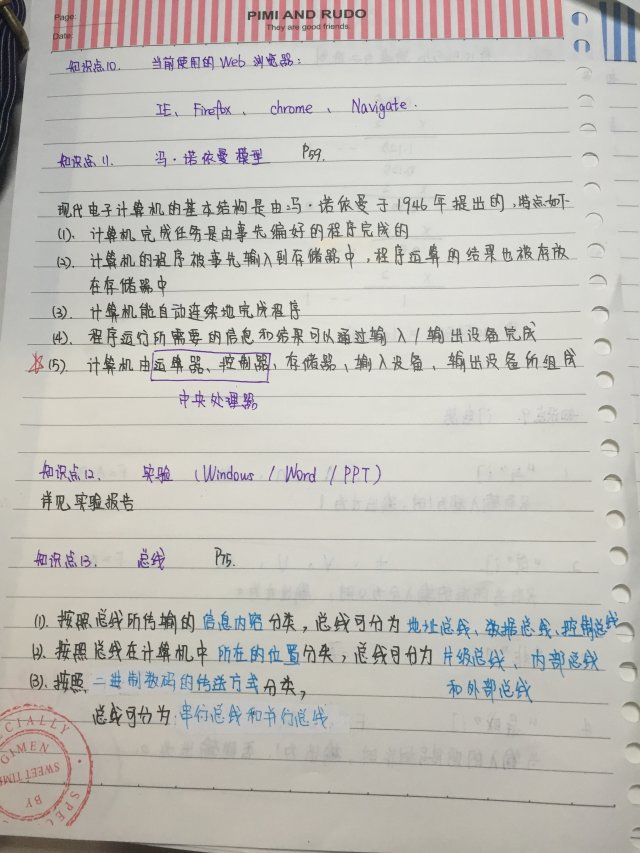 Page:
PIMI AND RUDO
They are good friends.
Date:
知识点10. 当前使用的Web 浏览器:
IE、Firefox、chrome、Navigate.
知识点11. 冯·诺依曼模型 P59.
现代电子计算机的基本结构是由冯·诺依曼于1946年提出的,特点如下
(1). 计算机完成任务是由事先编好的程序完成的
(2). 计算机的程序被事先输入到存储器中,程序运算的结果也被存放
在存储器中
(3). 计算机能自动连续地完成程序
(4). 程序运行所需要的信息和结果可以通过输入/输出设备完成
☆(5). 计算机由运算器、控制器、存储器、输入设备、输出设备所组成
中央处理器
知识点12. 实验 (Windows / Word / PPT)
详见实验报告
知识点13. 总线 P75.
(1). 按照总线所传输的信息内容分类,总线可分为地址总线、数据总线、控制总线
(2). 按照总线在计算机中所在的位置分类,总线可分为片级总线、内部总线
和外部总线
(3). 按照二进制数码的传送方式分类,
总线可分为:串行总线和并行总线
SPECIALLY
SWEET TIME
BY